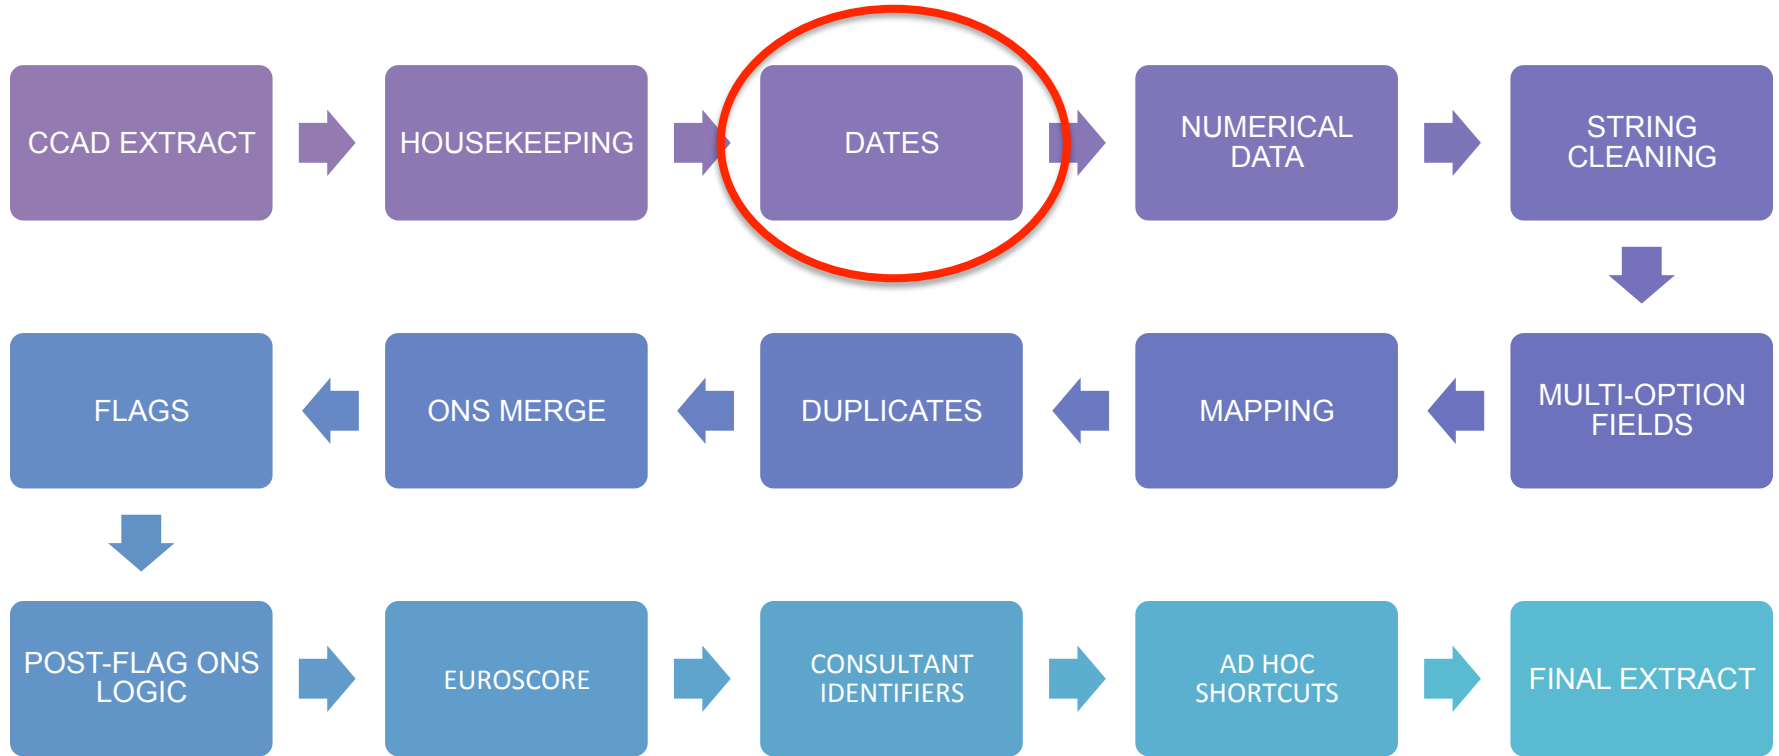 CCAD EXTRACT
HOUSEKEEPING
DATES
NUMERICAL
DATA
STRING
CLEANING
MULTI-OPTION
FIELDS
MAPPING
DUPLICATES
ONS MERGE
FLAGS
POST-FLAG ONS
LOGIC
EUROSCORE
CONSULTANT
IDENTIFIERS
AD HOC
SHORTCUTS
FINAL EXTRACT